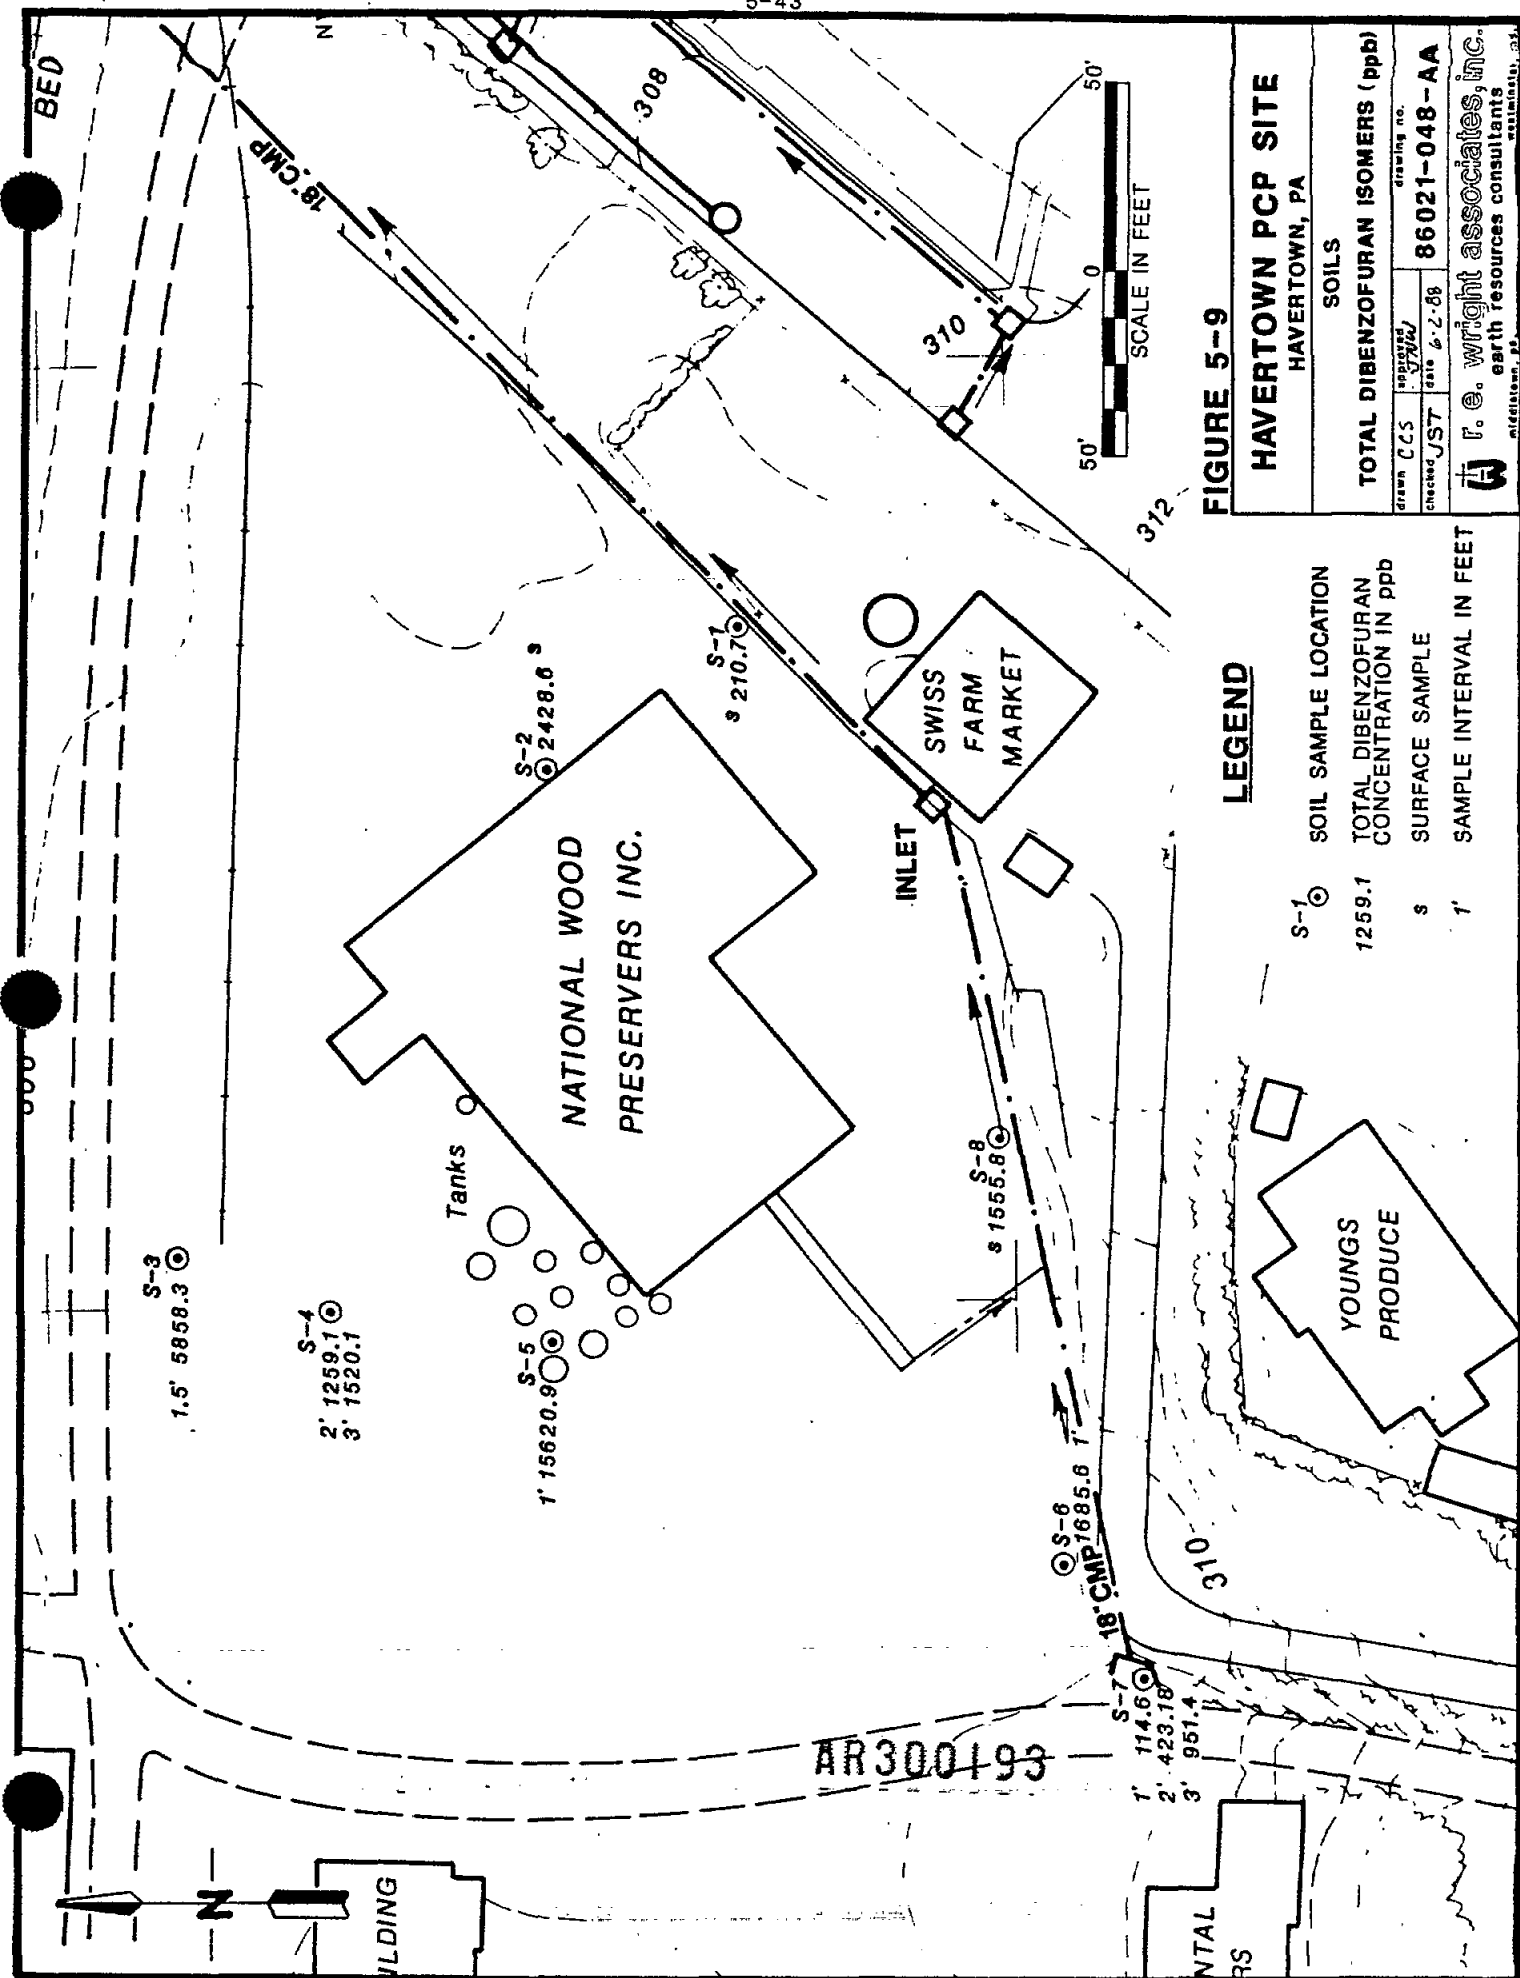 5-43
BED
N
18" CMP
308
310
312
50'
0
50'
SCALE IN FEET
S-1
s 210.7
S-2
2428.6 s
S-3
1.5' 5858.3
S-4
2' 1259.1
3' 1520.1
S-5
1' 15620.9
S-6
1685.6 1'
S-7
1' 114.6
2' 423.18
3' 951.4
S-8
s 1555.8
Tanks
NATIONAL WOOD
PRESERVERS INC.
SWISS
FARM
MARKET
INLET
YOUNGS
PRODUCE
18" CMP
310
AR300193
N
ILDING
NTAL
RS
LEGEND
S-1 SOIL SAMPLE LOCATION
1259.1 TOTAL DIBENZOFURAN
CONCENTRATION IN ppb
s SURFACE SAMPLE
1' SAMPLE INTERVAL IN FEET
FIGURE 5-9
HAVERTOWN PCP SITE
HAVERTOWN, PA
SOILS
TOTAL DIBENZOFURAN ISOMERS (ppb)
drawn CCS
approved JNW
drawing no.
checked JST
date 6-2-88
86021-048-AA
r. e. wright associates, inc.
earth resources consultants
middletown, pa.